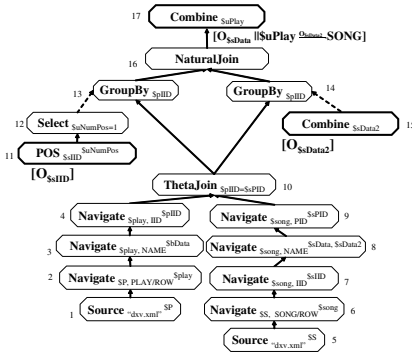 17 Combine $uPlay
[O$sData ||$uPlay O$sData2 SONG]
16 NaturalJoin
13 GroupBy $pIID
GroupBy $pIID 14
12 Select $uNumPos=1
Combine $sData2 15
11 POS $sIID $uNumPos
[O$sData2]
[O$sIID]
ThetaJoin $pIID=$sPID 10
4 Navigate $play, IID $pIID
Navigate $song, PID $sPID 9
3 Navigate $play, NAME $bData
Navigate $song, NAME $sData, $sData2 8
2 Navigate $P, PLAY/ROW $play
Navigate $song, IID $sIID 7
1 Source "dxv.xml" $P
Navigate $S, SONG/ROW $song 6
Source "dxv.xml" $S 5